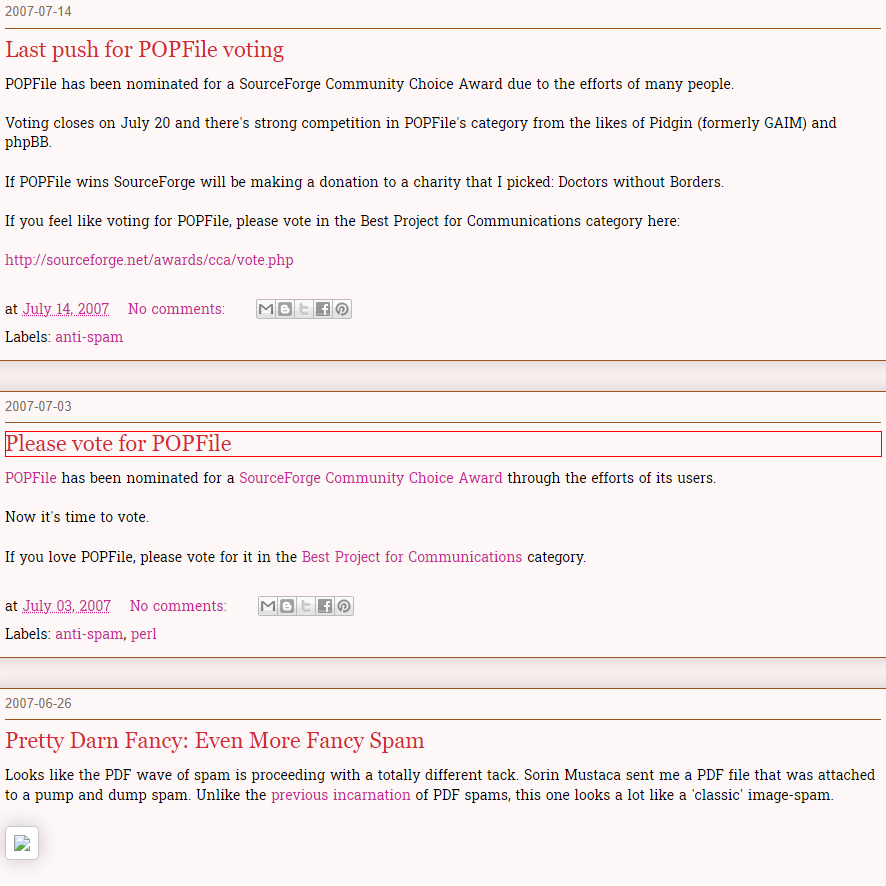 2007-07-14
Last push for POPFile voting
POPFile has been nominated for a SourceForge Community Choice Award due to the efforts of many people.
Voting closes on July 20 and there's strong competition in POPFile's category from the likes of Pidgin (formerly GAIM) and
phpBB.
If POPFile wins SourceForge will be making a donation to a charity that I picked: Doctors without Borders.
If you feel like voting for POPFile, please vote in the Best Project for Communications category here:
http://sourceforge.net/awards/cca/vote.php
at July 14, 2007 No comments:
Labels: anti-spam
2007-07-03
Please vote for POPFile
POPFile has been nominated for a SourceForge Community Choice Award through the efforts of its users.
Now it's time to vote.
If you love POPFile, please vote for it in the Best Project for Communications category.
at July 03, 2007 No comments:
Labels: anti-spam, perl
2007-06-26
Pretty Darn Fancy: Even More Fancy Spam
Looks like the PDF wave of spam is proceeding with a totally different tack. Sorin Mustaca sent me a PDF file that was attached
to a pump and dump spam. Unlike the previous incarnation of PDF spams, this one looks a lot like a 'classic' image-spam.